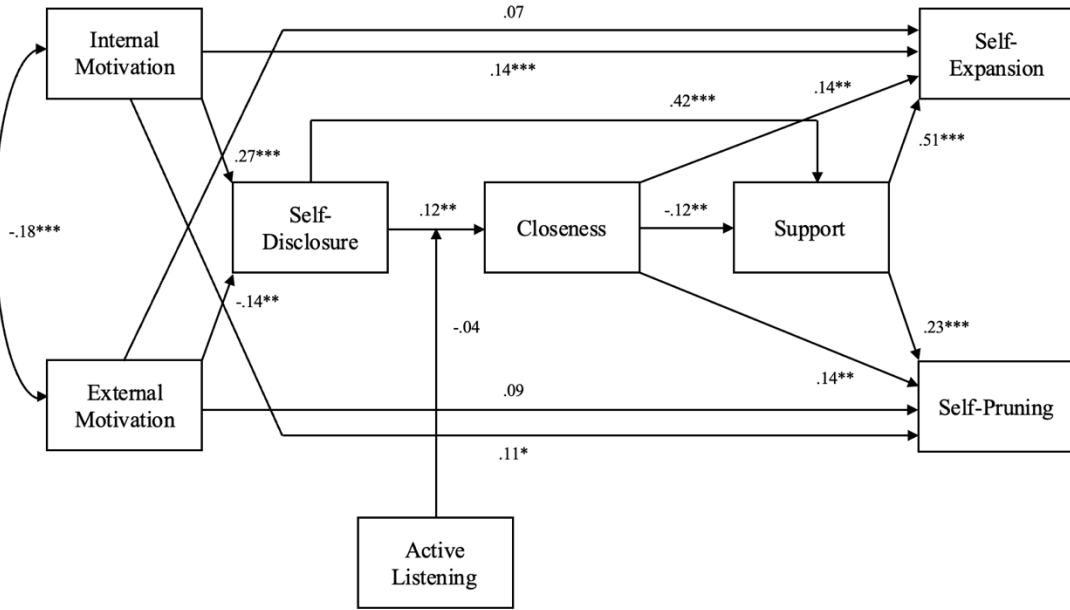 .07
Internal
Motivation
Self-
Expansion
.14***
.14**
.42***
.51***
.27***
Self-
Disclosure
.12**
Closeness
-.12**
Support
-.18***
-.14**
-.04
.23***
.14**
External
Motivation
.09
Self-Pruning
.11*
Active
Listening